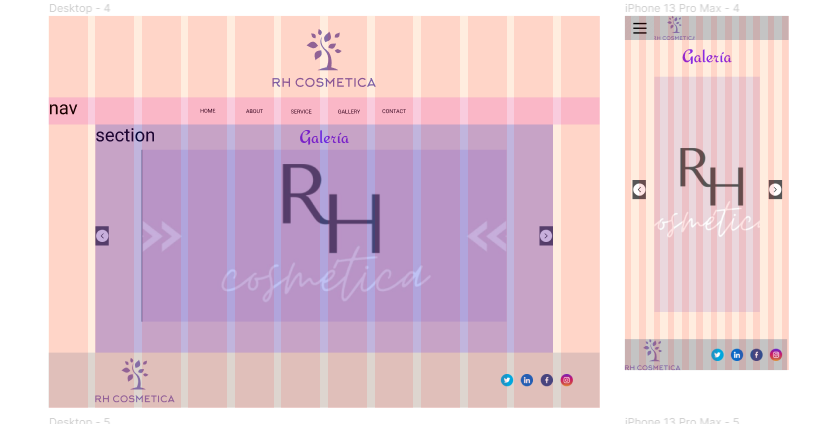 Desktop - 4
RH COSMETICA
nav
HOME ABOUT SERVICE GALLERY CONTACT
section
Galería
RH
cosmetica
RH COSMETICA
Desktop - 5
iPhone 13 Pro Max - 4
RH COSMETICA
Galería
RH
osmetica
RH COSMETICA
iPhone 13 Pro Max - 5